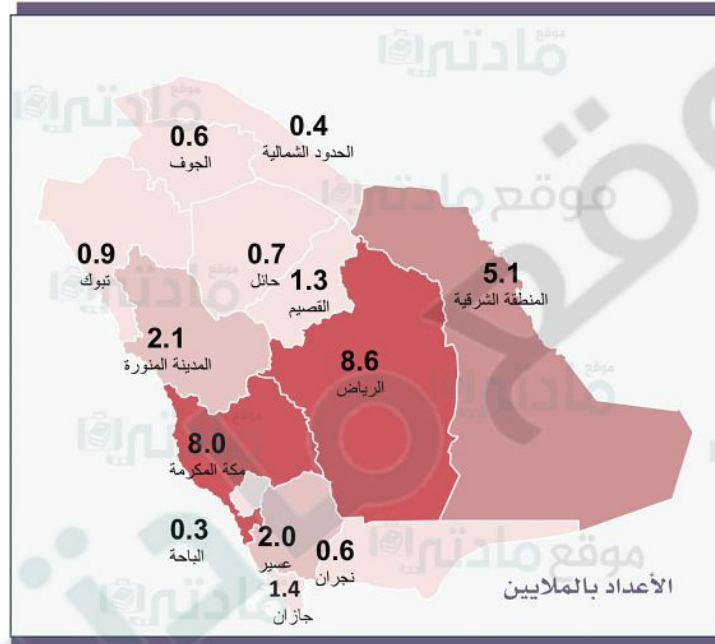 موقع مادتي
0.4
الحدود الشمالية
0.6
الجوف
0.9
تبوك
0.7
حائل
1.3
القصيم
5.1
المنطقة الشرقية
2.1
المدينة المنورة
8.6
الرياض
8.0
مكة المكرمة
0.3
الباحة
2.0
عسير
0.6
نجران
1.4
جازان
الأعداد بالملايين